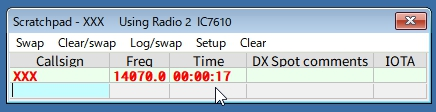 Scratchpad - XXX Using Radio 2 IC7610
Swap Clear/swap Log/swap Setup Clear
Callsign Freq Time DX Spot comments IOTA
XXX 14070.0 00:00:17